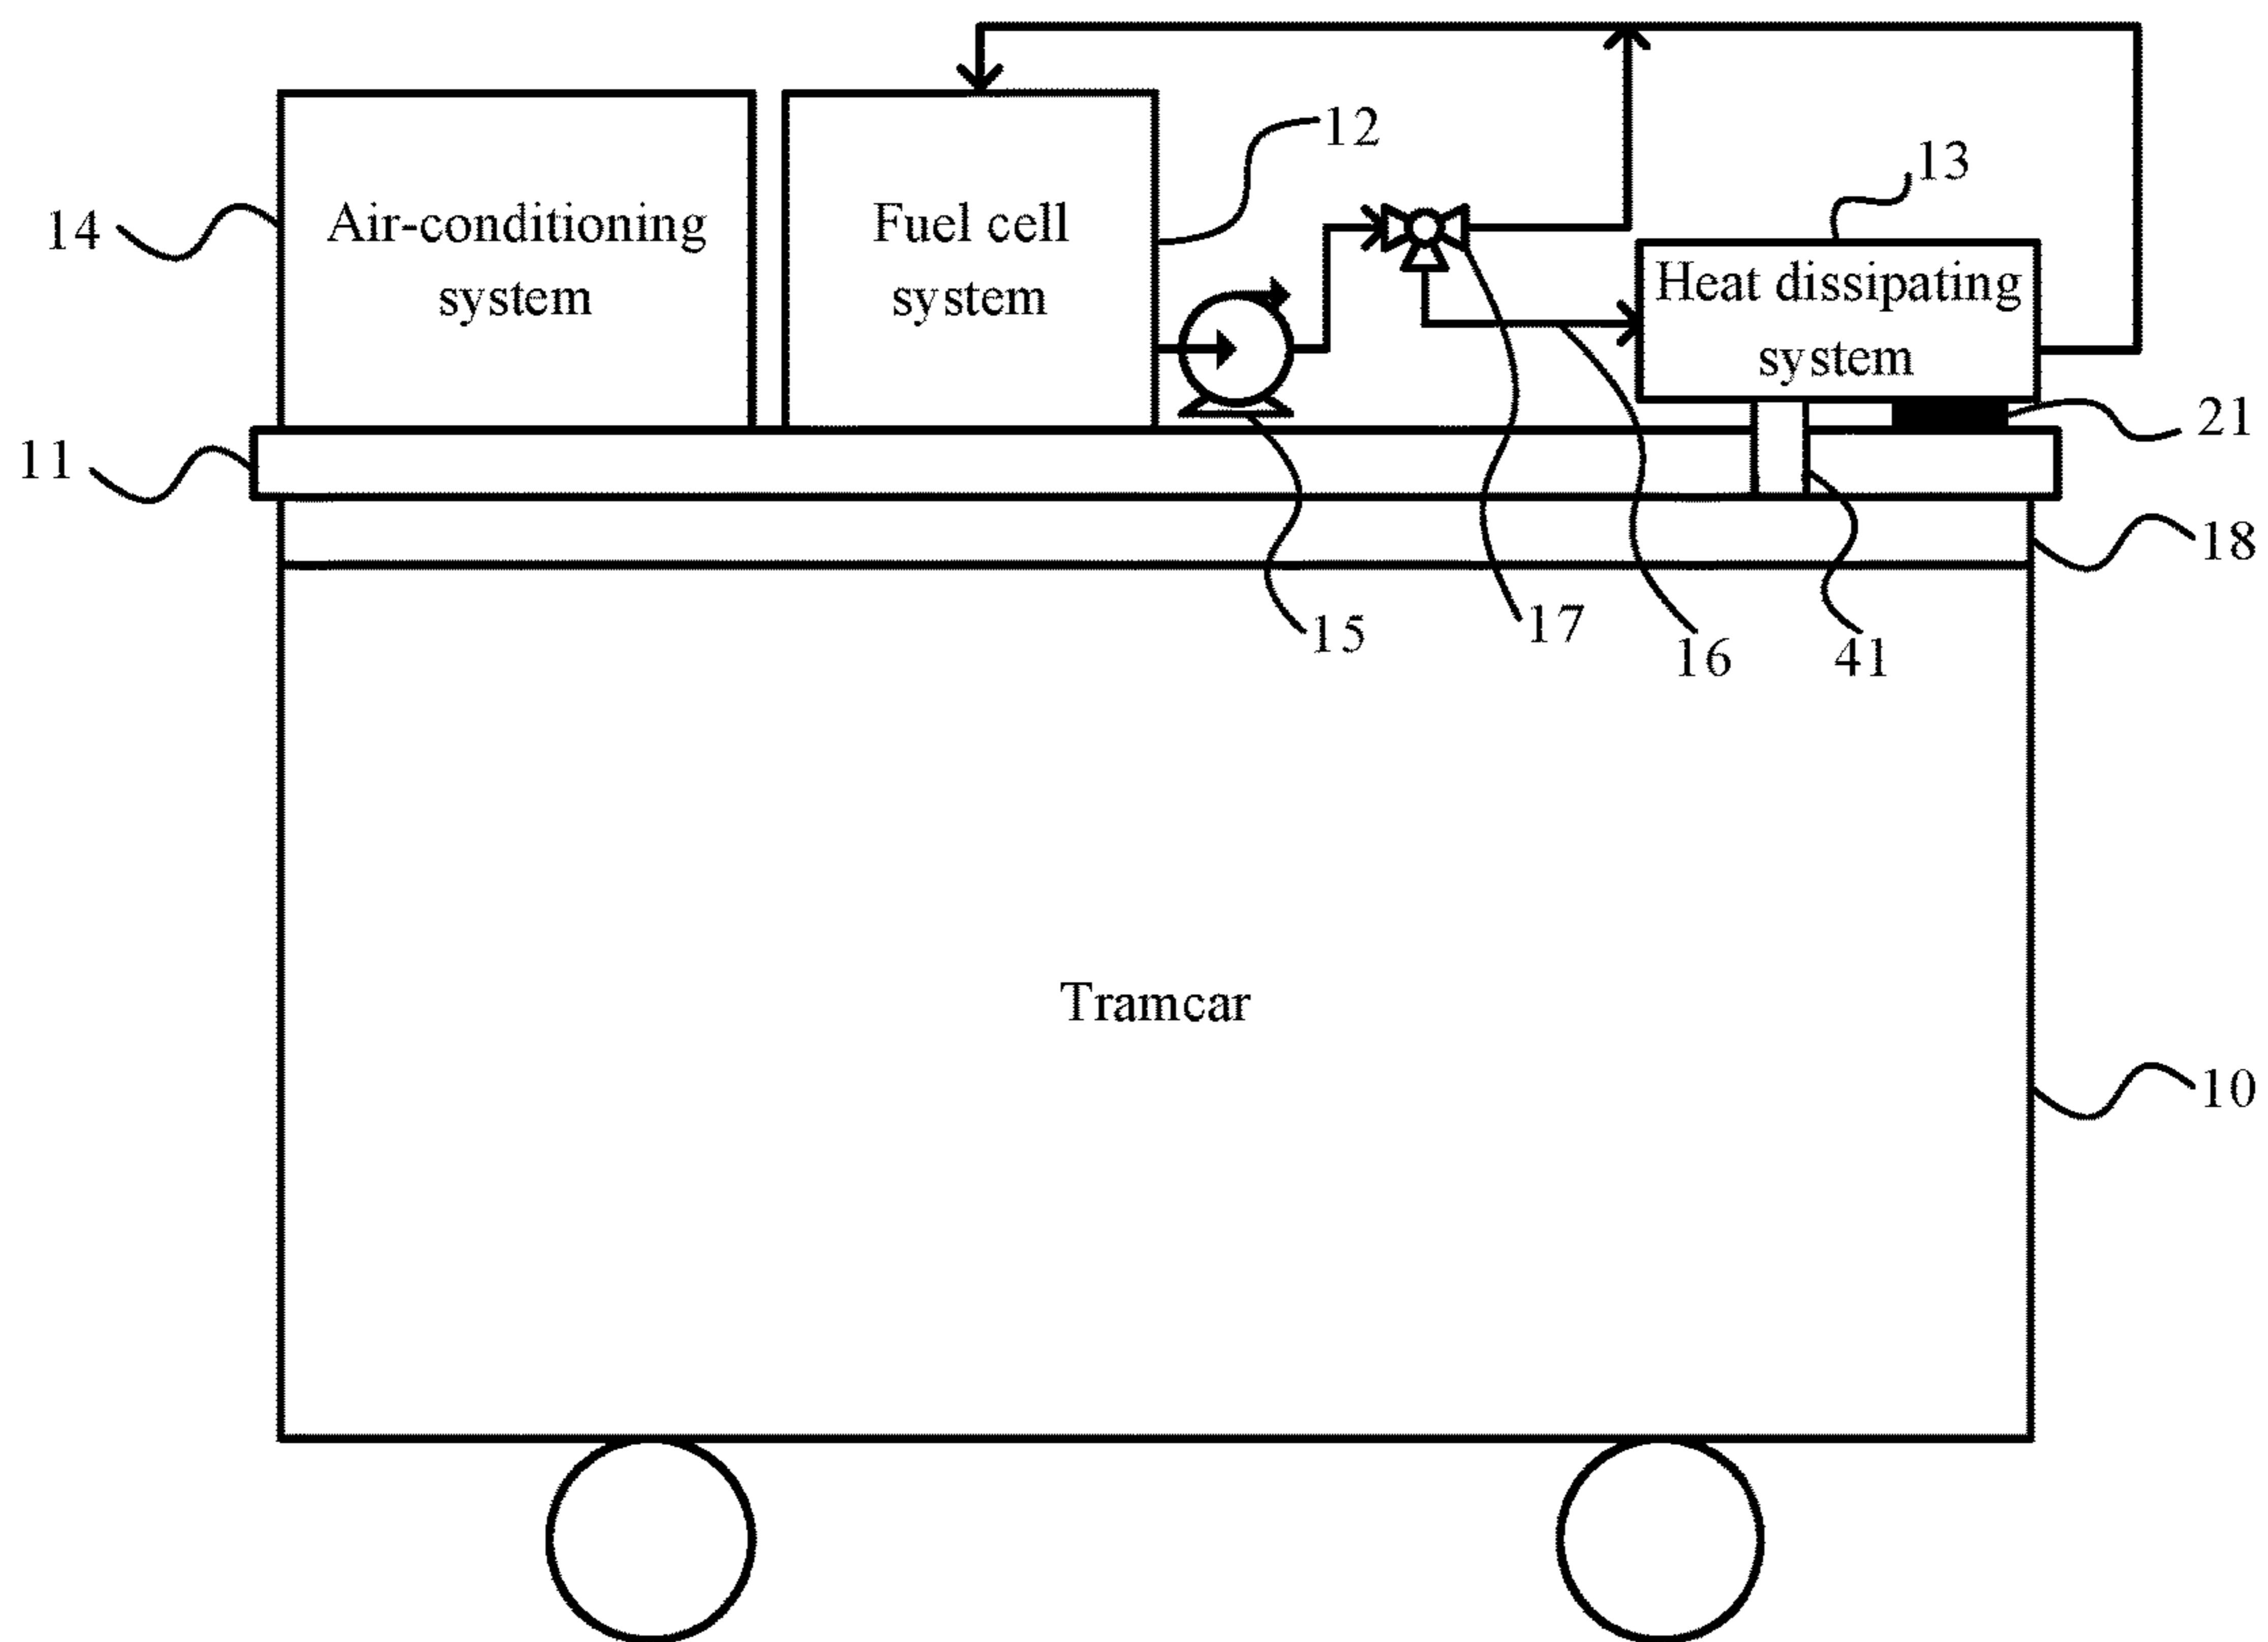 12
13
14
Air-conditioning
system
Fuel cell
system
Heat dissipating
system
21
11
18
15
17
16
41
Tramcar
10